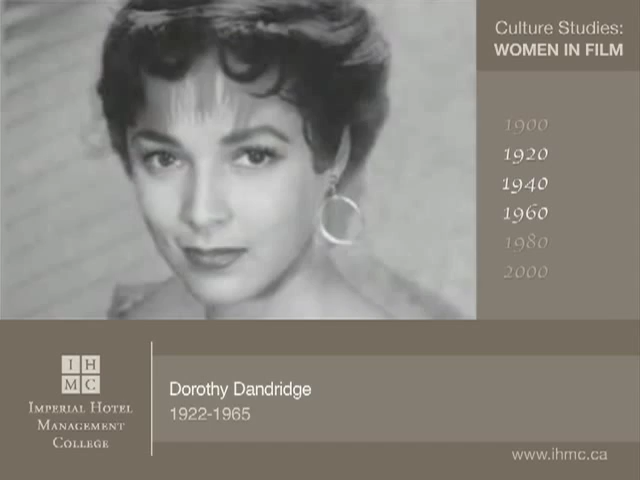 Culture Studies:
WOMEN IN FILM
1900
1920
1940
1960
1980
2000
I H
M C
IMPERIAL HOTEL
MANAGEMENT
COLLEGE
Dorothy Dandridge
1922-1965
www.ihmc.ca